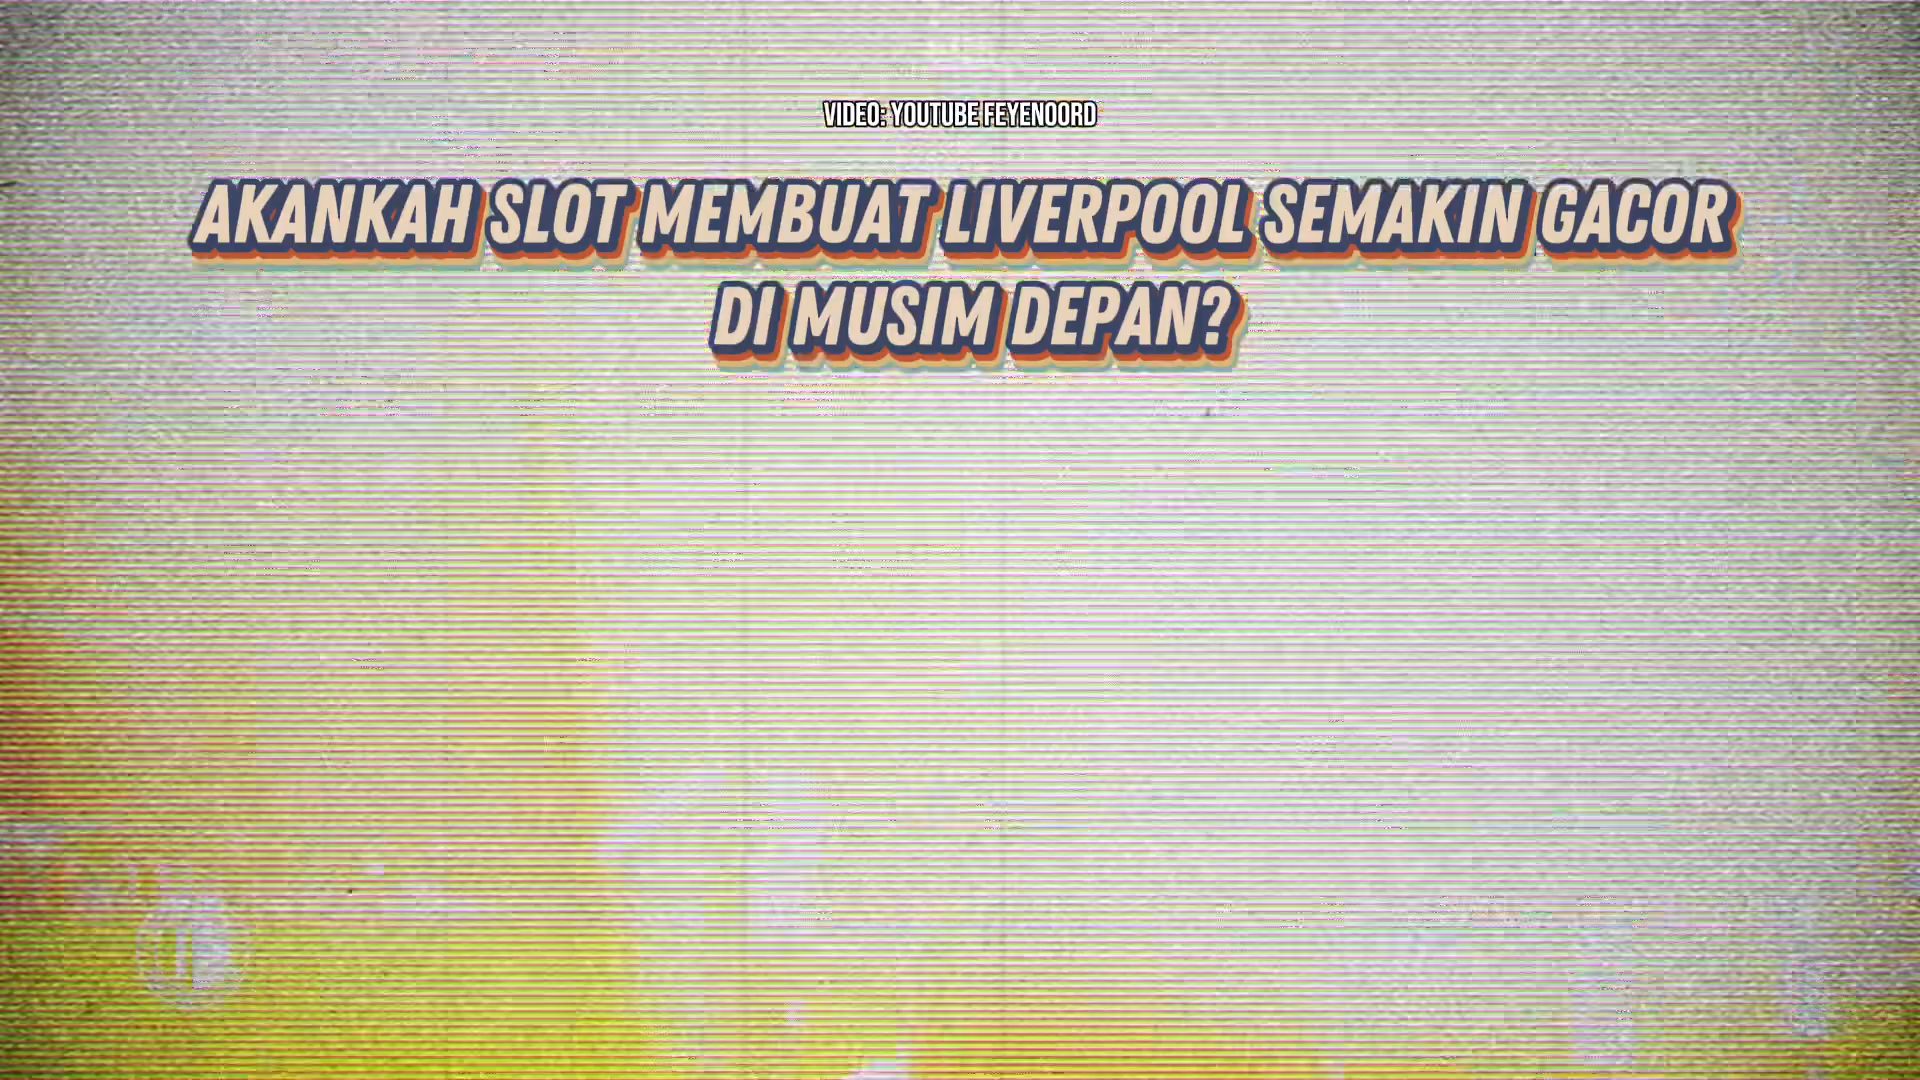 VIDEO: YOUTUBE FEYENOORD
AKANKAH SLOT MEMBUAT LIVERPOOL SEMAKIN GACOR
DI MUSIM DEPAN?